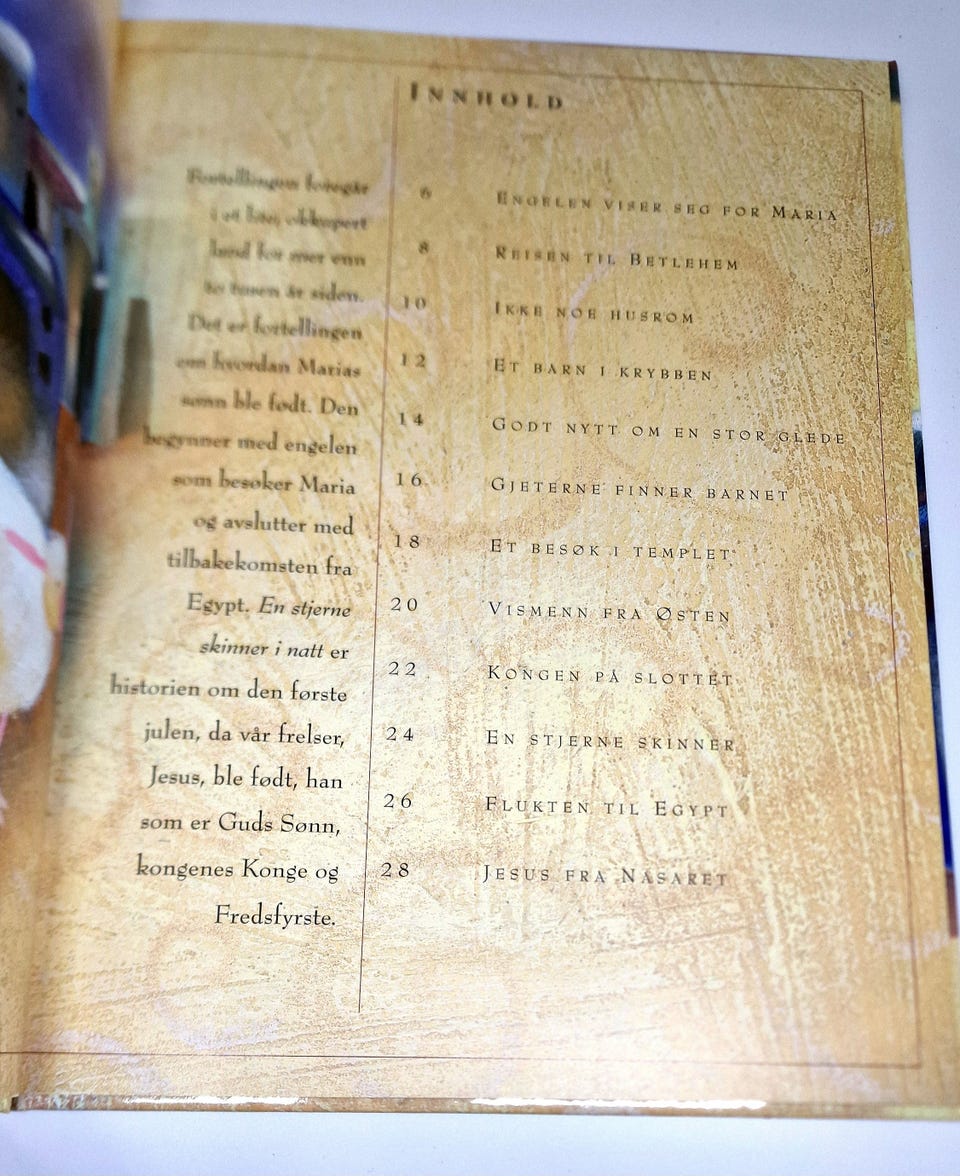 INNHOLD
Fortellingen foregår
i et lite, okkupert
land for mer enn
to tusen år siden.
Det er fortellingen
om hvordan Marias
sønn ble født. Den
begynner med engelen
som besøker Maria
og avslutter med
tilbakekomsten fra
Egypt. En stjerne
skinner i natt er
historien om den første
julen, da vår frelser,
Jesus, ble født, han
som er Guds Sønn,
kongenes Konge og
Fredsfyrste.
6 ENGELEN VISER SEG FOR MARIA
8 REISEN TIL BETLEHEM
10 IKKE NOE HUSROM
12 ET BARN I KRYBBEN
14 GODT NYTT OM EN STOR GLEDE
16 GJETERNE FINNER BARNET
18 ET BESØK I TEMPLET
20 VISMENN FRA ØSTEN
22 KONGEN PÅ SLOTTET
24 EN STJERNE SKINNER
26 FLUKTEN TIL EGYPT
28 JESUS FRA NASARET